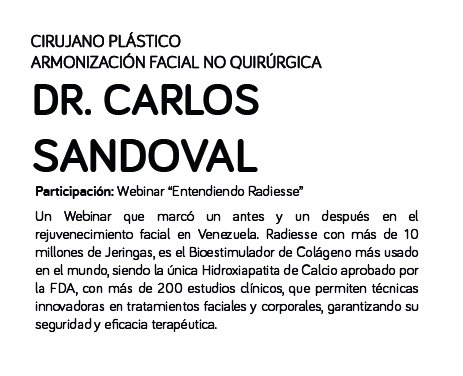 CIRUJANO PLÁSTICO
ARMONIZACIÓN FACIAL NO QUIRÚRGICA
DR. CARLOS
SANDOVAL
Participación: Webinar “Entendiendo Radiesse”
Un Webinar que marcó un antes y un después en el
rejuvenecimiento facial en Venezuela. Radiesse con más de 10
millones de Jeringas, es el Bioestimulador de Colágeno más usado
en el mundo, siendo la única Hidroxiapatita de Calcio aprobado por
la FDA, con más de 200 estudios clínicos, que permiten técnicas
innovadoras en tratamientos faciales y corporales, garantizando su
seguridad y eficacia terapéutica.